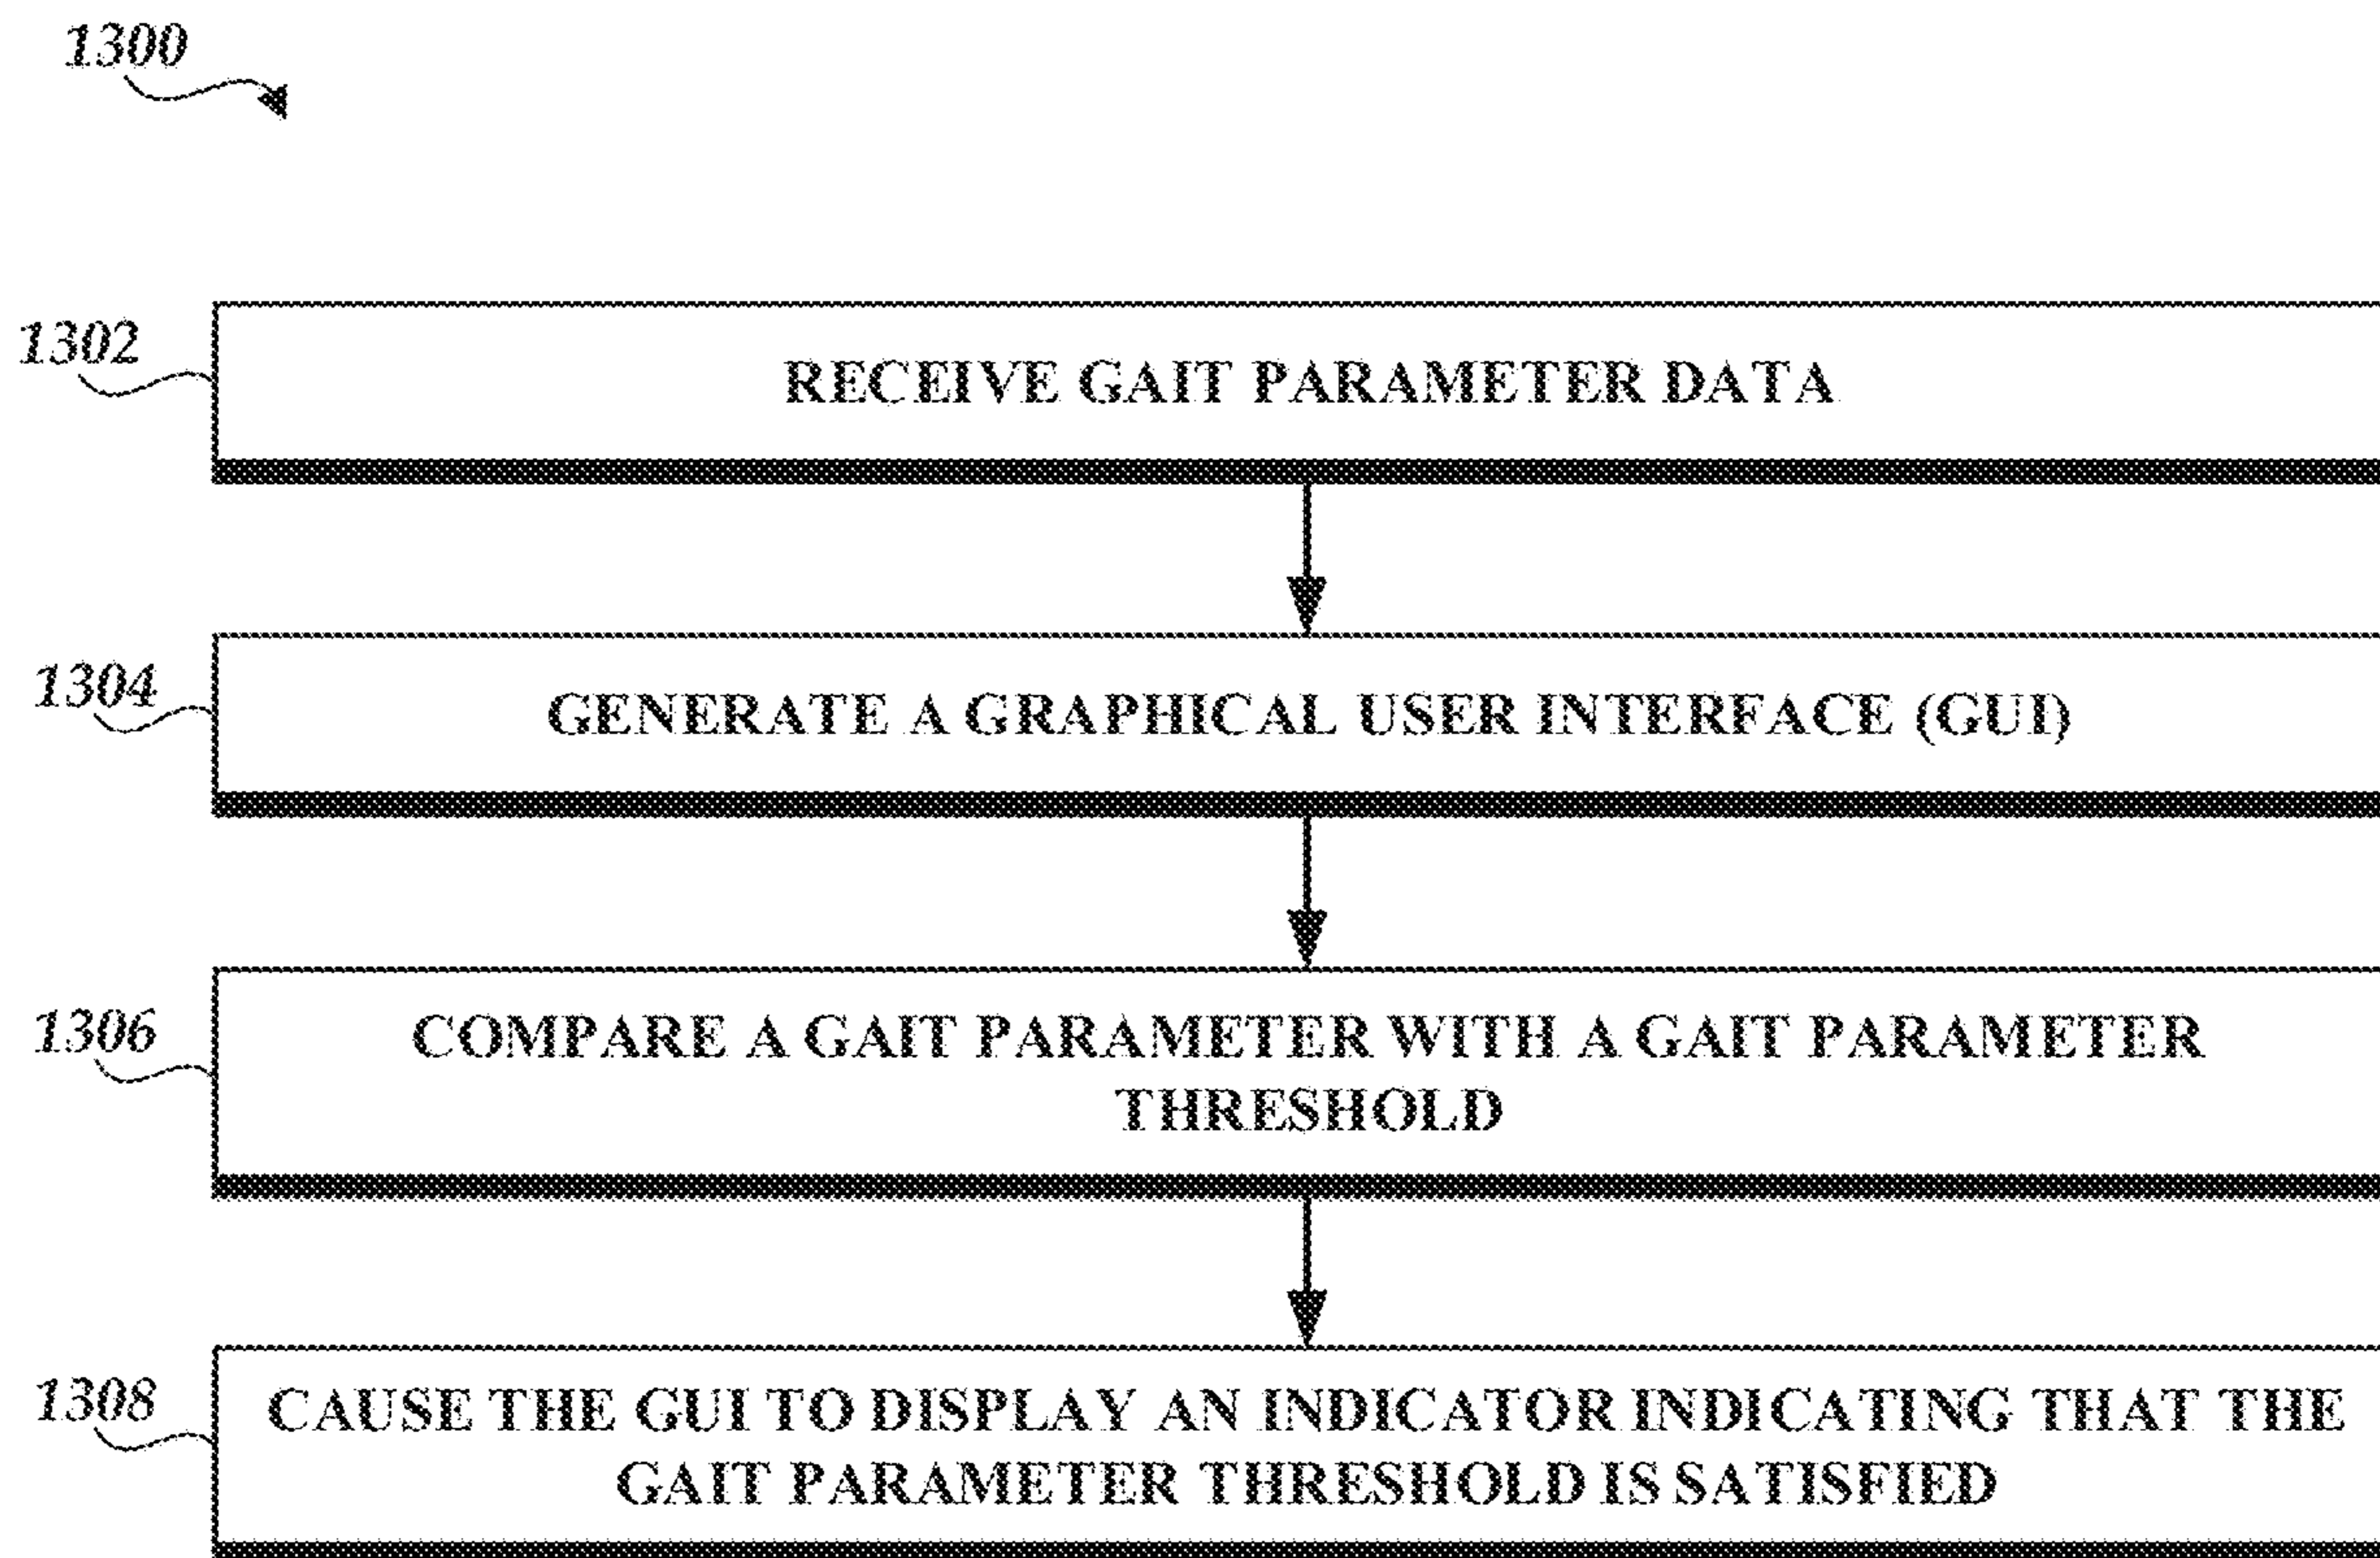 1300
1302
RECEIVE GAIT PARAMETER DATA
1304
GENERATE A GRAPHICAL USER INTERFACE (GUI)
1306
COMPARE A GAIT PARAMETER WITH A GAIT PARAMETER
THRESHOLD
1308
CAUSE THE GUI TO DISPLAY AN INDICATOR INDICATING THAT THE
GAIT PARAMETER THRESHOLD IS SATISFIED